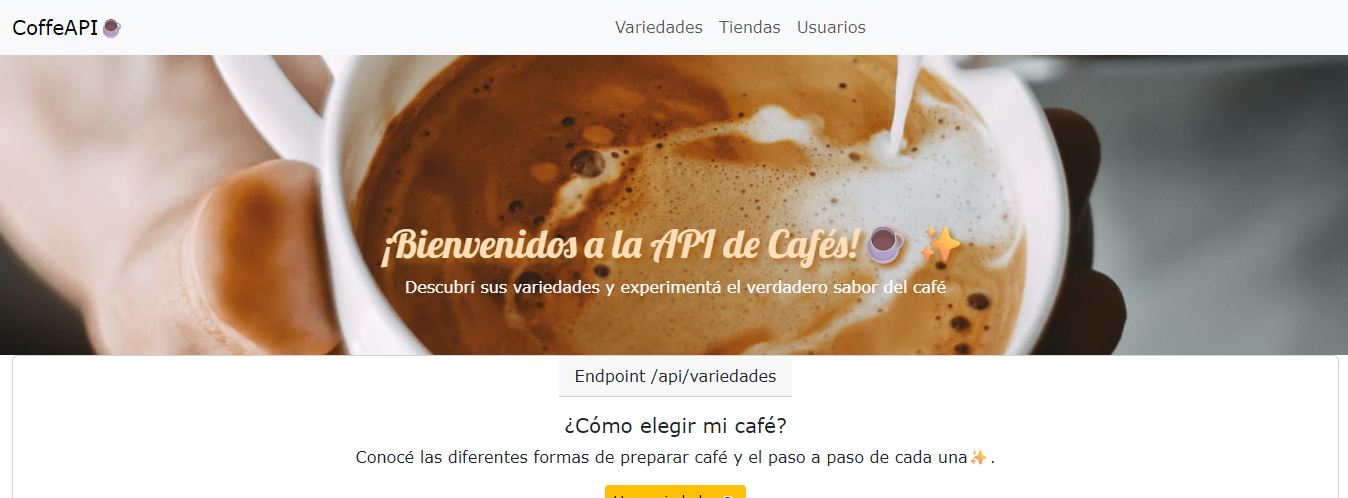 CoffeAPI☕
Variedades Tiendas Usuarios
¡Bienvenidos a la API de Cafés!☕ ✨
Descubrí sus variedades y experimentá el verdadero sabor del café
Endpoint /api/variedades
¿Cómo elegir mi café?
Conocé las diferentes formas de preparar café y el paso a paso de cada una✨.